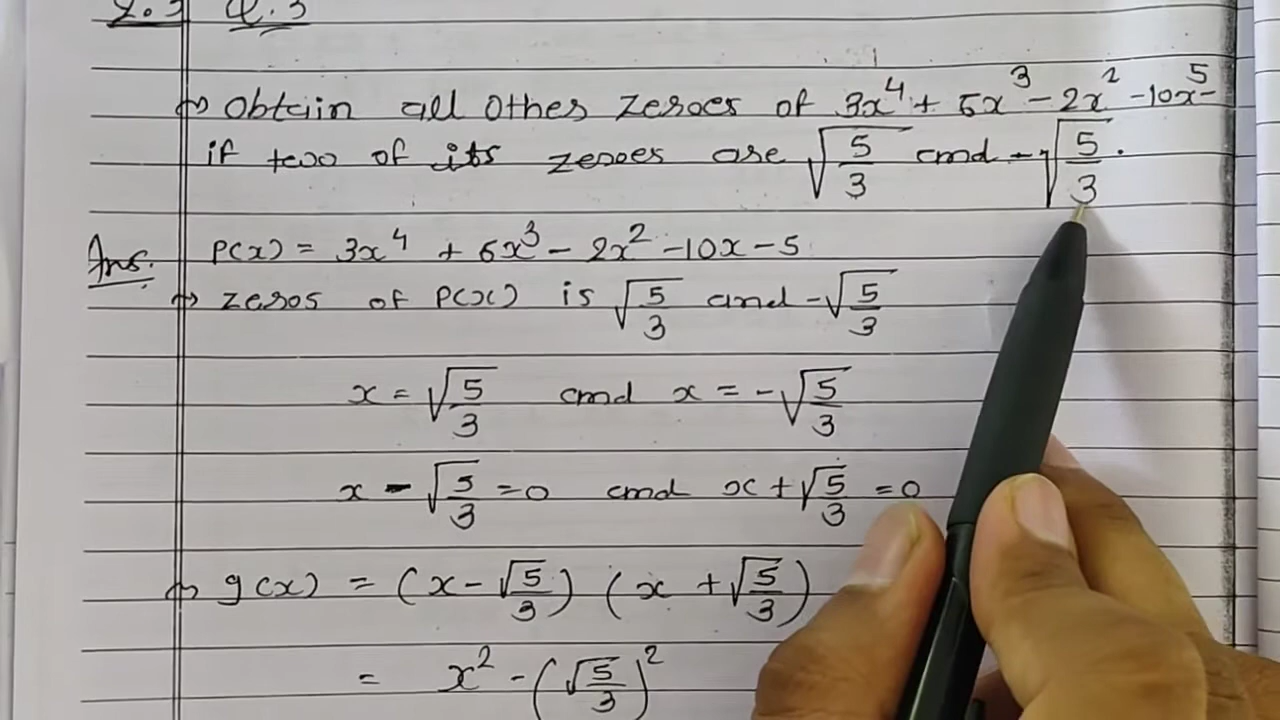 Q.3
↦ Obtain all other zeroes of 3x⁴ + 6x³ - 2x² - 10x - 5
if two of its zeroes are √5/3 and -√5/3.
Ans. P(x) = 3x⁴ + 6x³ - 2x² - 10x - 5
↦ zeros of P(x) is √5/3 and -√5/3
x = √5/3 and x = -√5/3
x - √5/3 = 0 and x + √5/3 = 0
↦ g(x) = (x - √5/3) (x + √5/3)
= x² - (√5/3)²